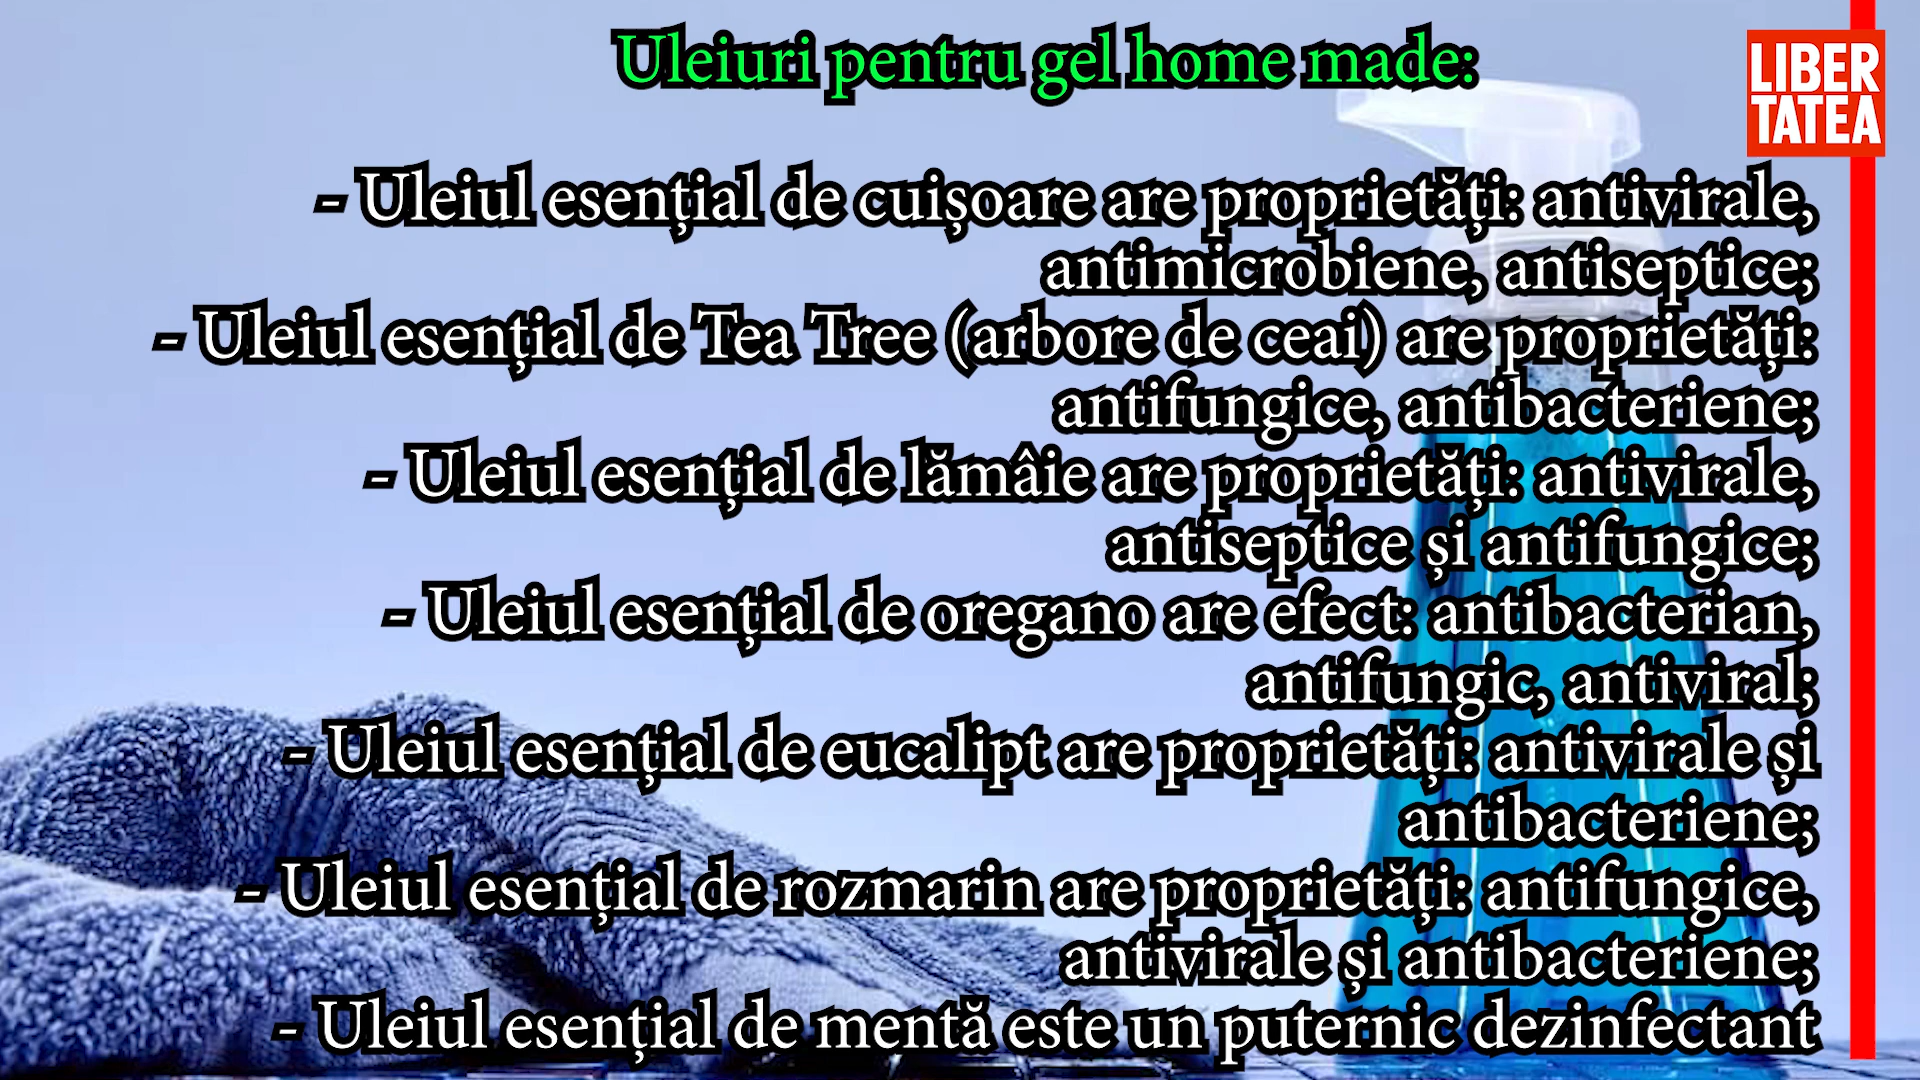 Uleiuri pentru gel home made:
LIBER
TATEA
- Uleiul esențial de cuișoare are proprietăți: antivirale,
antimicrobiene, antiseptice;
- Uleiul esențial de Tea Tree (arbore de ceai) are proprietăți:
antifungice, antibacteriene;
- Uleiul esențial de lămâie are proprietăți: antivirale,
antiseptice și antifungice;
- Uleiul esențial de oregano are efect: antibacterian,
antifungic, antiviral;
- Uleiul esențial de eucalipt are proprietăți: antivirale și
antibacteriene;
- Uleiul esențial de rozmarin are proprietăți: antifungice,
antivirale și antibacteriene;
- Uleiul esențial de mentă este un puternic dezinfectant